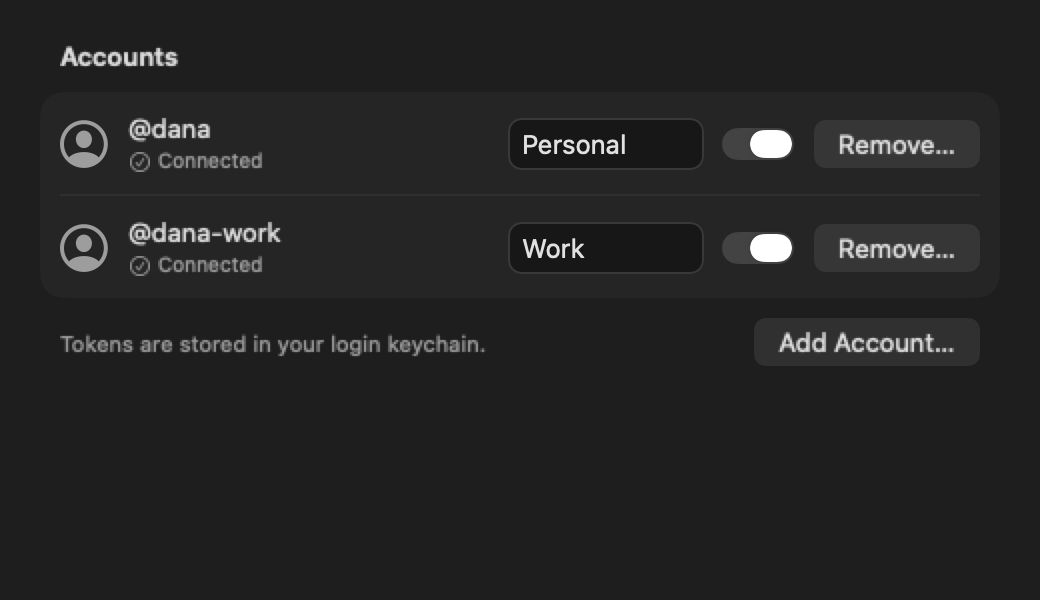 Accounts
@dana
Connected
Personal
Remove...
@dana-work
Connected
Work
Remove...
Tokens are stored in your login keychain.
Add Account...